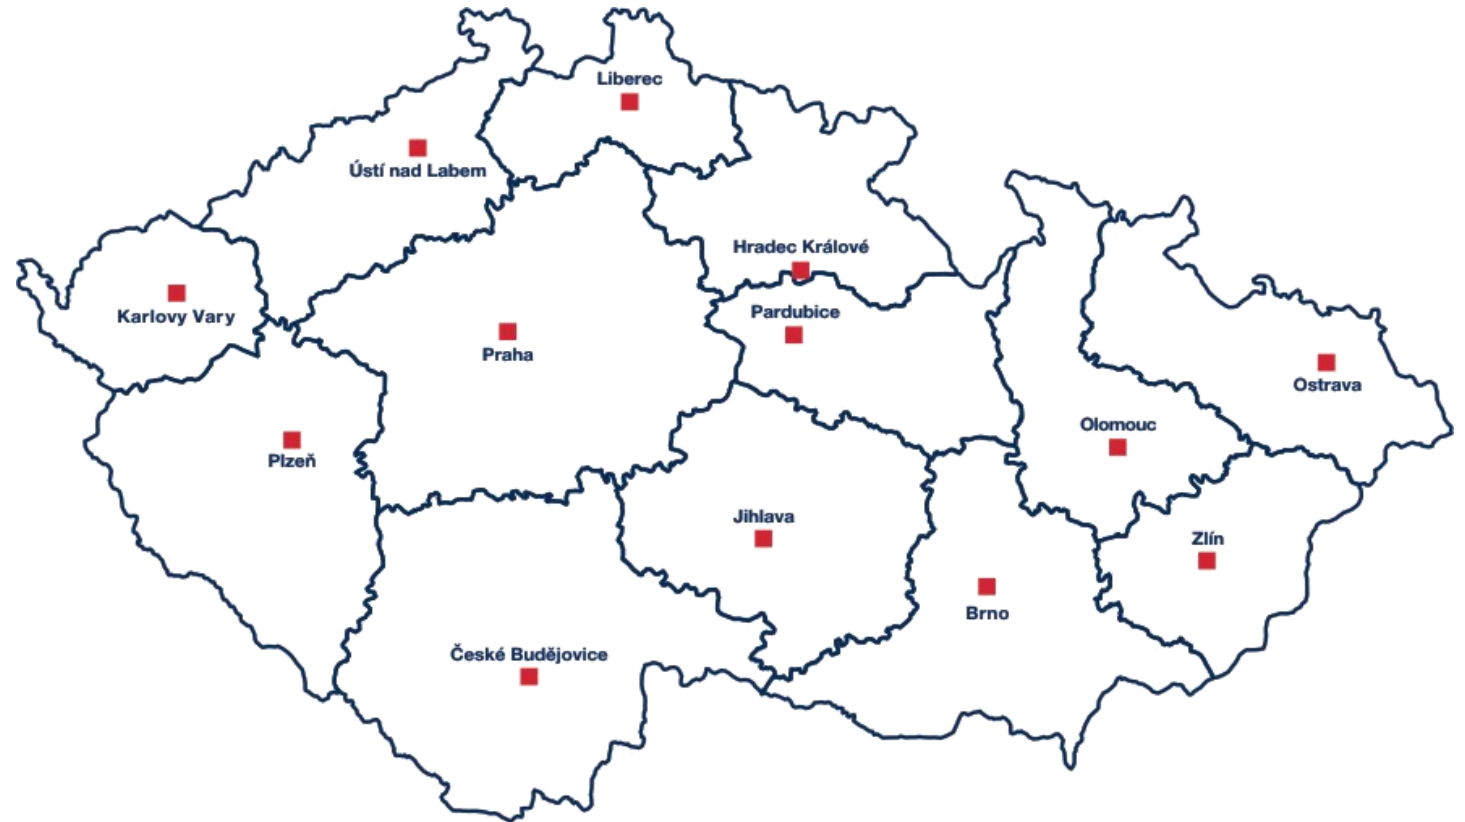 Liberec
Ústí nad Labem
Hradec Králové
Karlovy Vary
Pardubice
Praha
Ostrava
Olomouc
Plzeň
Jihlava
Zlín
Brno
České Budějovice